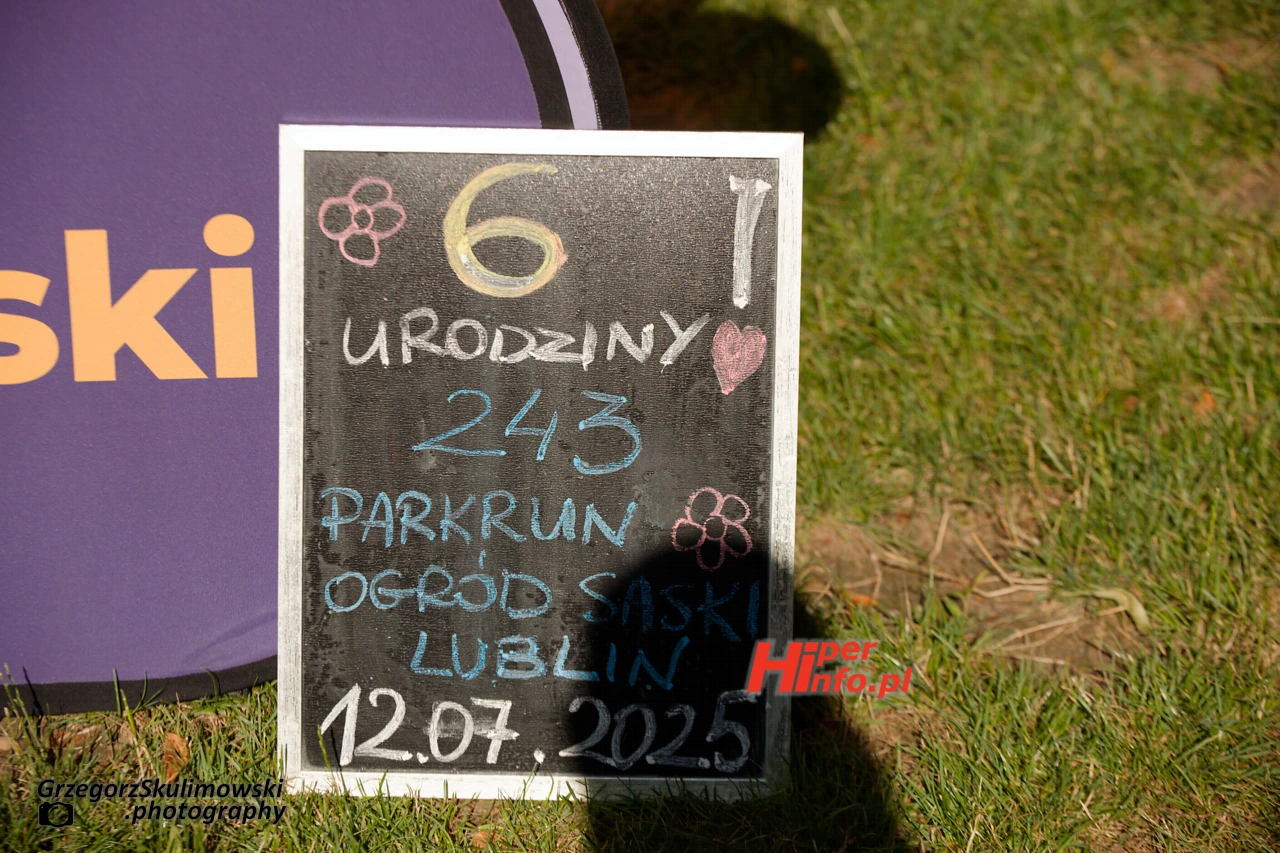 ski
6 !
URODZINY
243
PARKRUN
OGRÓD SASKI
LUBLIN
12.07.2025
HiperInfo.pl
GrzegorzSkulimowski
.photography